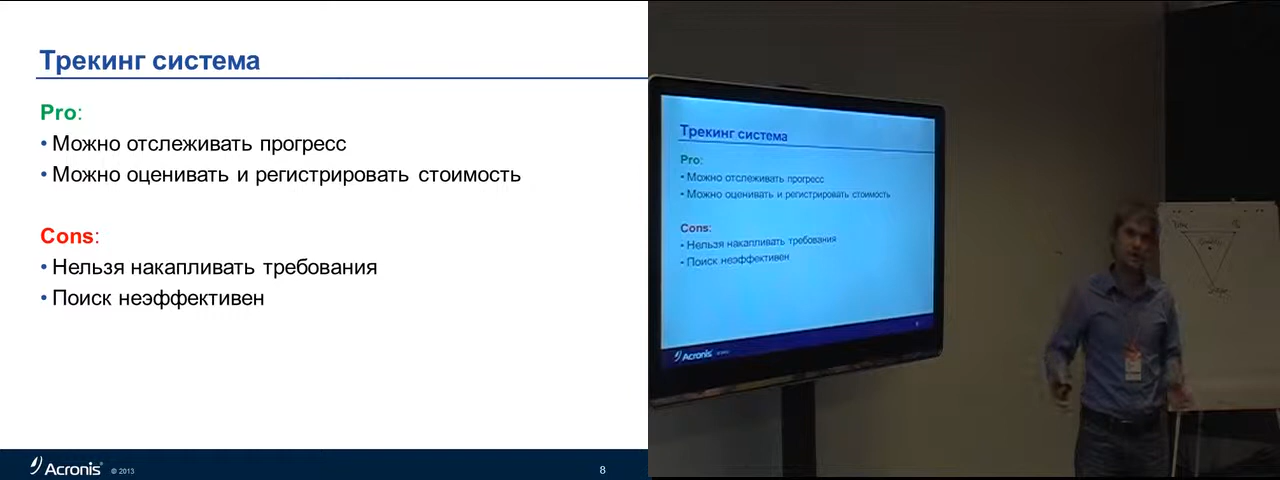 Трекинг система
Pro:
• Можно отслеживать прогресс
• Можно оценивать и регистрировать стоимость
Cons:
• Нельзя накапливать требования
• Поиск неэффективен
Acronis © 2013
8
Трекинг система
Pro:
• Можно отслеживать прогресс
• Можно оценивать и регистрировать стоимость
Cons:
• Нельзя накапливать требования
• Поиск неэффективен
Acronis